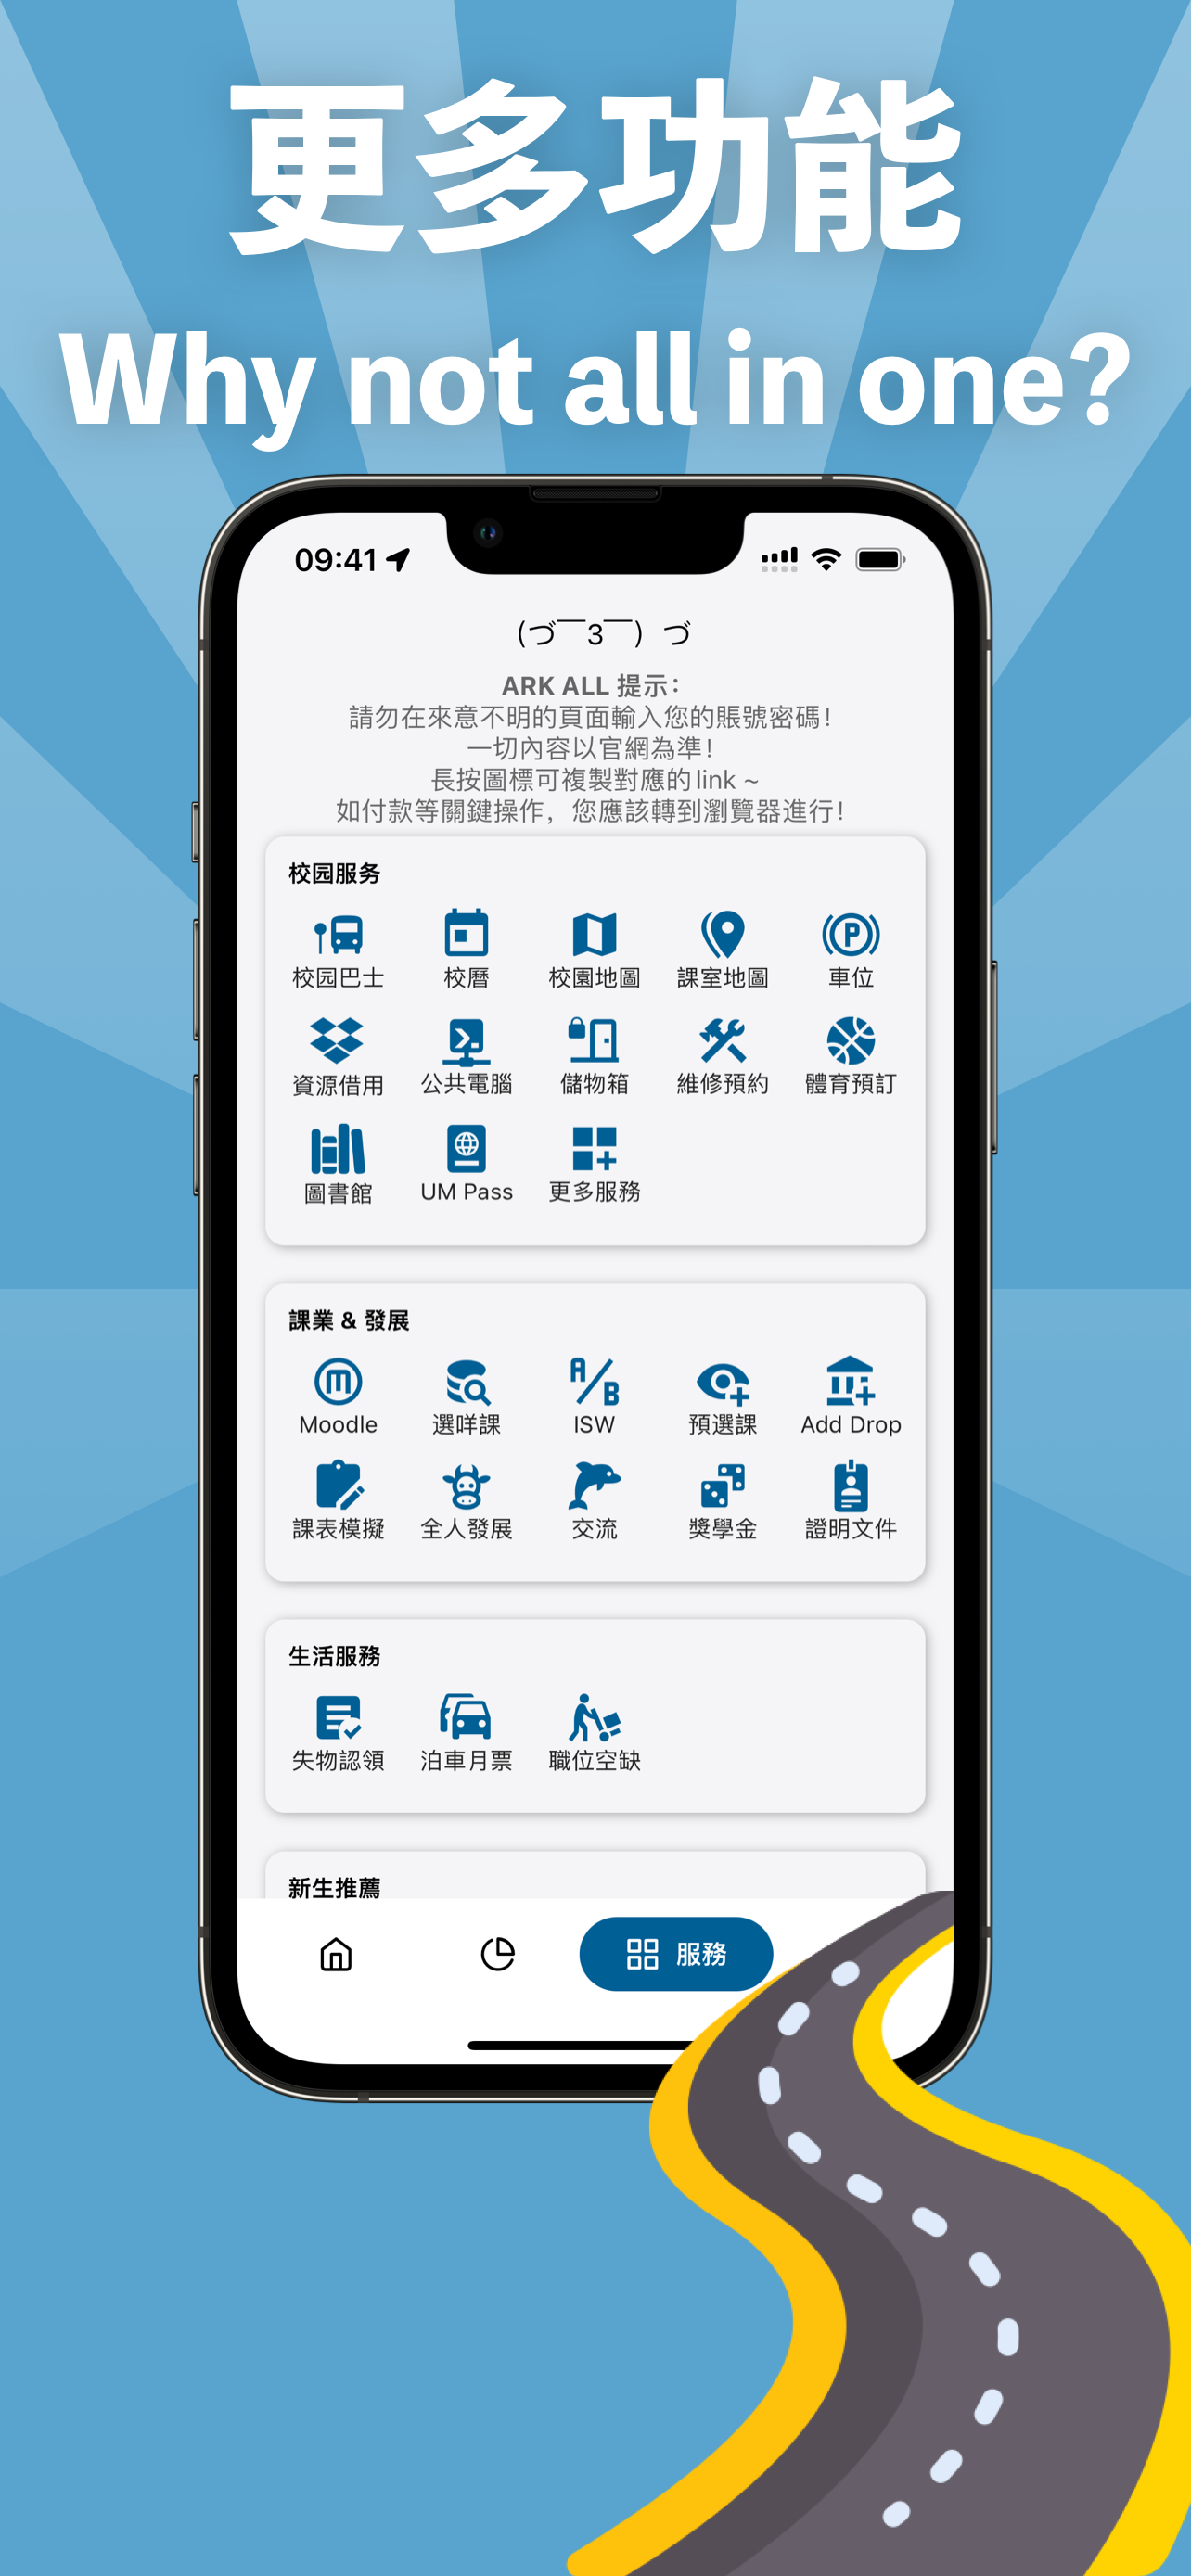 更多功能
Why not all in one?
09:41
(づ￣3￣) づ
ARK ALL 提示：
請勿在來意不明的頁面輸入您的賬號密碼！
一切內容以官網為準！
長按圖標可複製對應的link ~
如付款等關鍵操作，您應該轉到瀏覽器進行！
校园服务
校园巴士 校曆 校園地圖 課室地圖 車位
資源借用 公共電腦 儲物箱 維修預約 體育預訂
圖書館 UM Pass 更多服務
課業 & 發展
Moodle 選咩課 ISW 預選課 Add Drop
課表模擬 全人發展 交流 獎學金 證明文件
生活服務
失物認領 泊車月票 職位空缺
新生推薦
服務